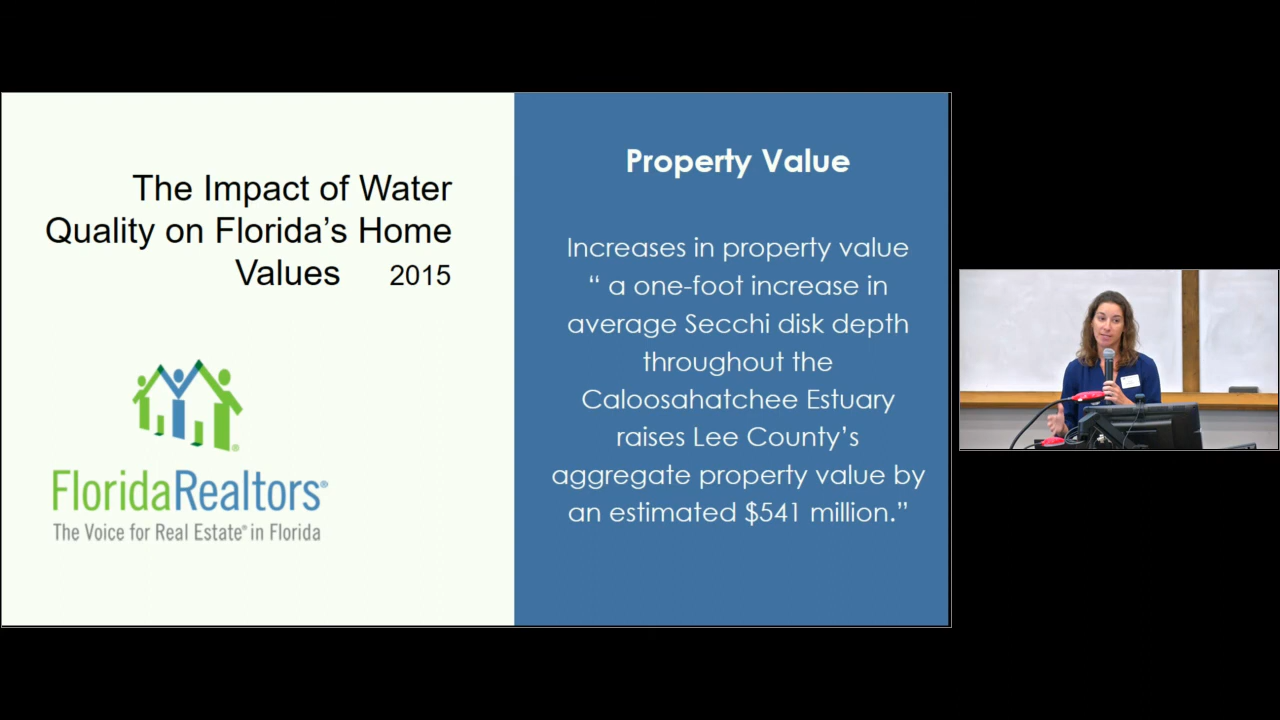 The Impact of Water
Quality on Florida’s Home
Values 2015
FloridaRealtors®
The Voice for Real Estate® in Florida
Property Value
Increases in property value
“ a one-foot increase in
average Secchi disk depth
throughout the
Caloosahatchee Estuary
raises Lee County’s
aggregate property value by
an estimated $541 million.”